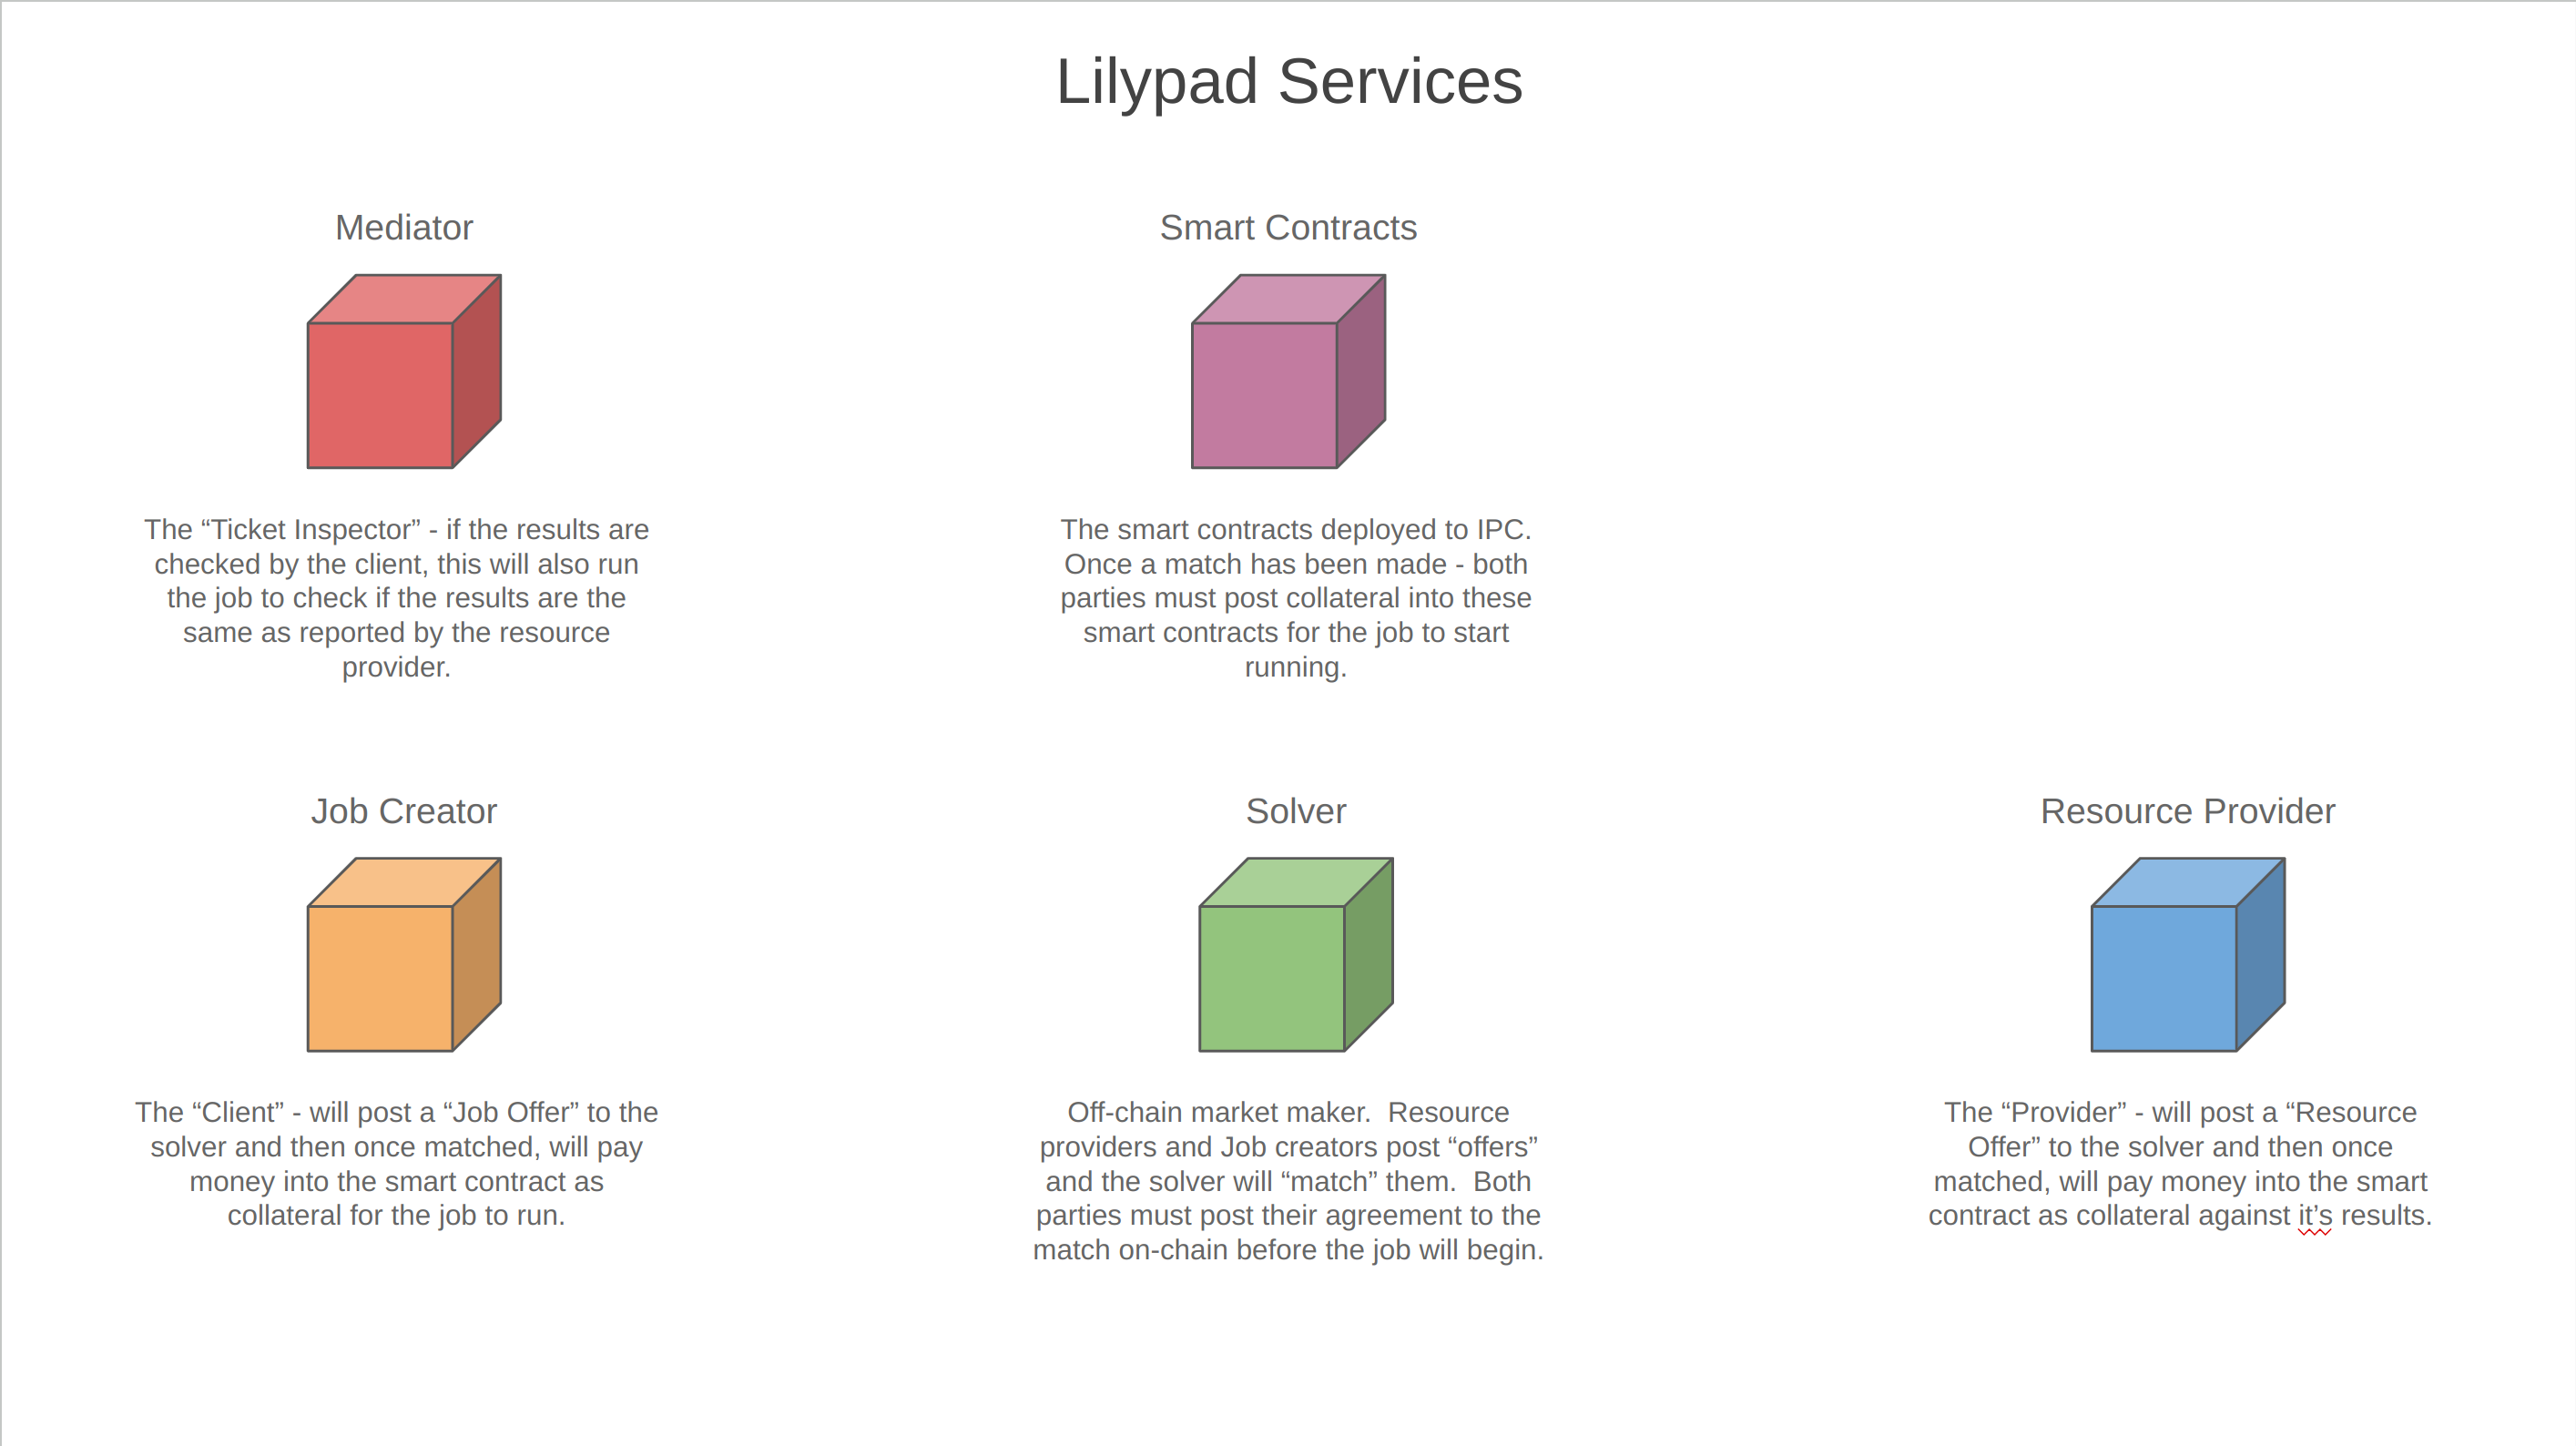 Lilypad Services
Mediator
The “Ticket Inspector” - if the results are
checked by the client, this will also run
the job to check if the results are the
same as reported by the resource
provider.
Smart Contracts
The smart contracts deployed to IPC.
Once a match has been made - both
parties must post collateral into these
smart contracts for the job to start
running.
Job Creator
The “Client” - will post a “Job Offer” to the
solver and then once matched, will pay
money into the smart contract as
collateral for the job to run.
Solver
Off-chain market maker.  Resource
providers and Job creators post “offers”
and the solver will “match” them.  Both
parties must post their agreement to the
match on-chain before the job will begin.
Resource Provider
The “Provider” - will post a “Resource
Offer” to the solver and then once
matched, will pay money into the smart
contract as collateral against it’s results.